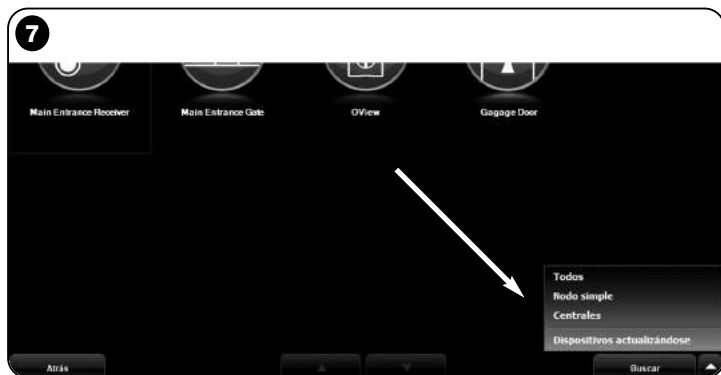 7
Main Entrance Receiver
Main Entrance Gate
OView
Gagage Door
Todos
Nodo simple
Centrales
Dispositivos actualizándose
Atrás
Buscar